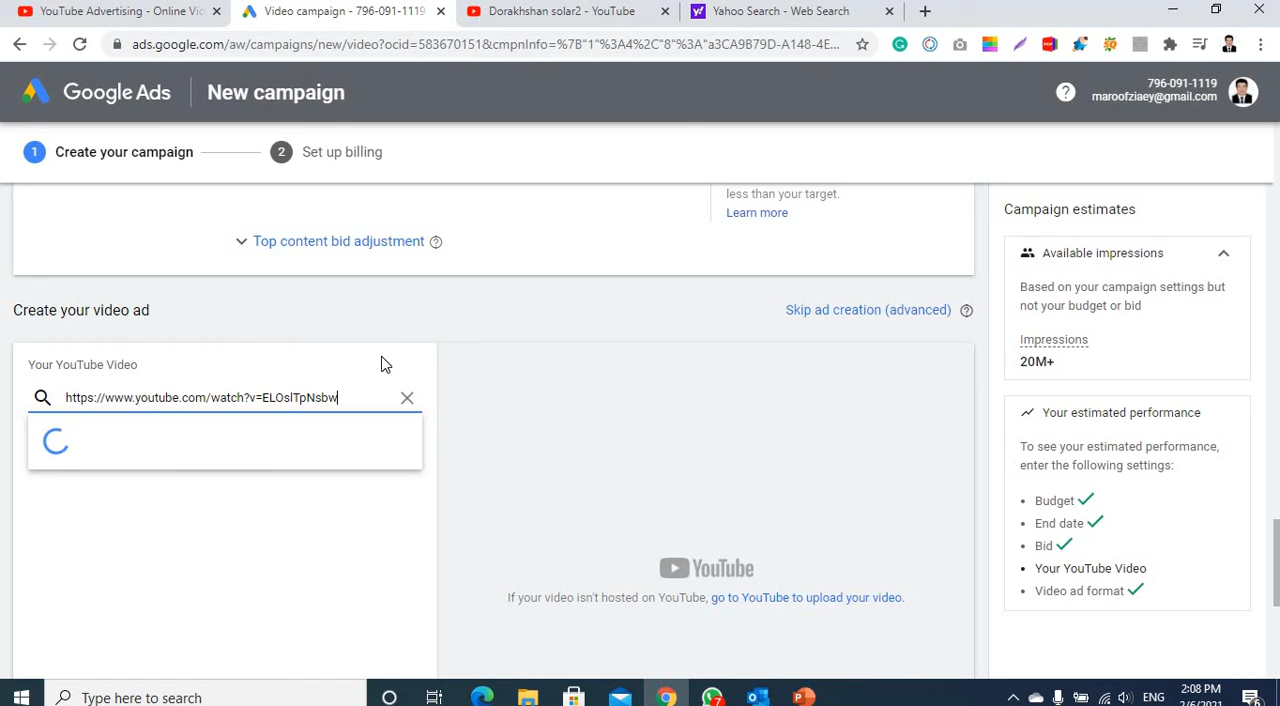 YouTube Advertising - Online Vi
Video campaign - 796-091-1119
Dorakhshan solar2 - YouTube
Yahoo Search - Web Search
ads.google.com/aw/campaigns/new/video?ocid=583570151&cmpnInfo=%7B"1"%3A4%2C"8"%3A"a3CA9B79D-A148-4E...
Google Ads
New campaign
796-091-1119
maroofziaey@gmail.com
1 Create your campaign
2 Set up billing
less than your target.
Learn more
Top content bid adjustment
Create your video ad
Skip ad creation (advanced)
Your YouTube Video
https://www.youtube.com/watch?v=ELOslTpNsbw
YouTube
If your video isn't hosted on YouTube, go to YouTube to upload your video.
Campaign estimates
Available impressions
Based on your campaign settings but
not your budget or bid
Impressions
20M+
Your estimated performance
To see your estimated performance,
enter the following settings:
• Budget
• End date
• Bid
• Your YouTube Video
• Video ad format
Type here to search
7
ENG
2:08 PM
2/6/2021